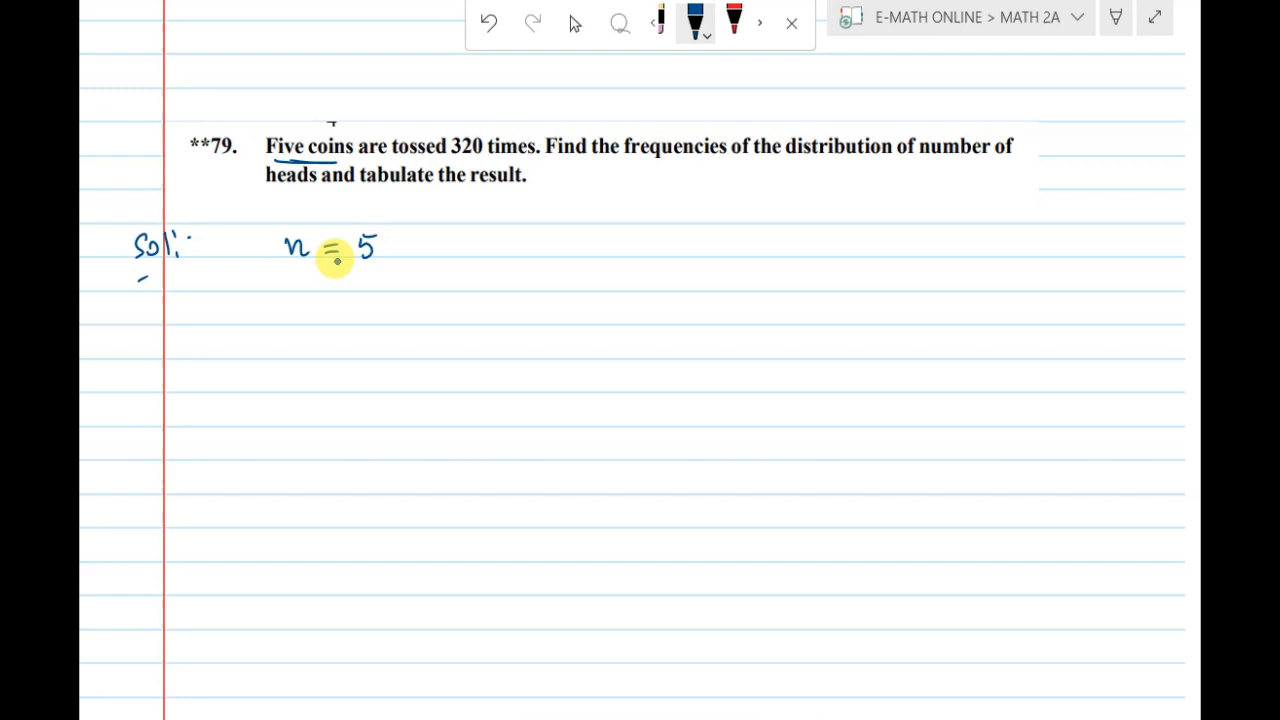 E-MATH ONLINE > MATH 2A
**79. Five coins are tossed 320 times. Find the frequencies of the distribution of number of
heads and tabulate the result.
Sol:
n = 5